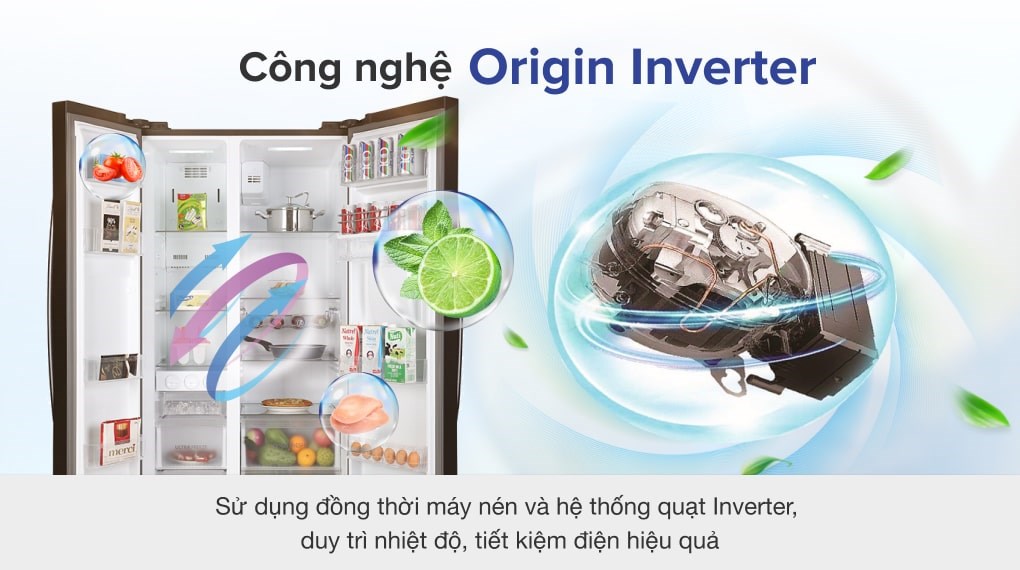 Công nghệ Origin Inverter
merci
Sử dụng đồng thời máy nén và hệ thống quạt Inverter,
duy trì nhiệt độ, tiết kiệm điện hiệu quả